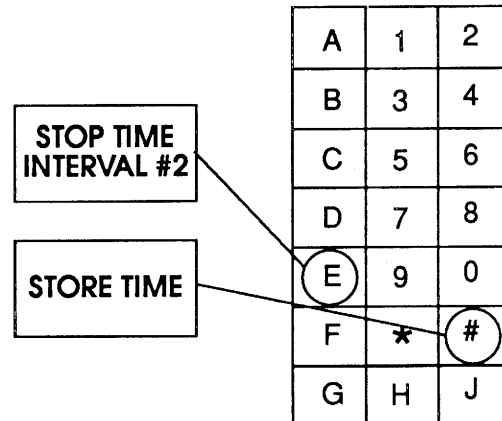 A 1 2
B 3 4
STOP TIME
INTERVAL #2
C 5 6
D 7 8
STORE TIME
E 9 0
F * #
G H J